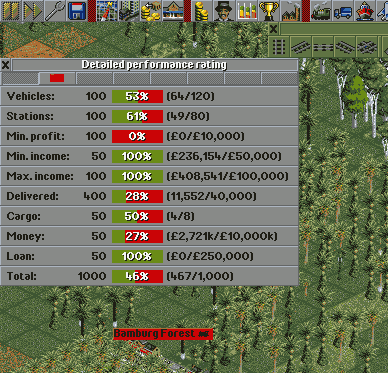 Detailed performance rating
Vehicles: 100 53% (64/120)
Stations: 100 61% (49/80)
Min. profit: 100 0% (£0/£10,000)
Min. income: 50 100% (£236,154/£50,000)
Max. income: 100 100% (£408,541/£100,000)
Delivered: 400 28% (11,552/40,000)
Cargo: 50 50% (4/8)
Money: 50 27% (£2,721k/£10,000k)
Loan: 50 100% (£0/£250,000)
Total: 1000 46% (467/1,000)
Bamburg Forest